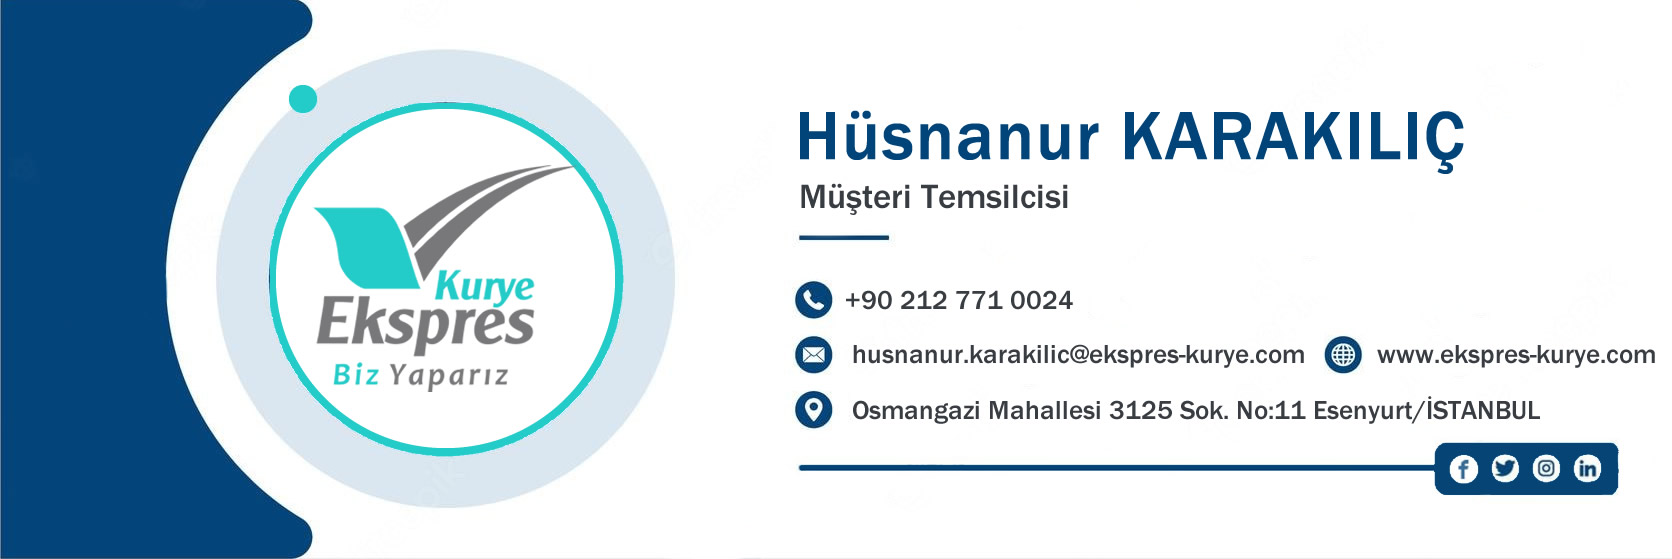 Hüsnanur KARAKILIÇ
Müşteri Temsilcisi
+90 212 771 0024
husnanur.karakilic@ekspres-kurye.com www.ekspres-kurye.com
Osmangazi Mahallesi 3125 Sok. No:11 Esenyurt/İSTANBUL
Kurye
Ekspres
Biz Yaparız